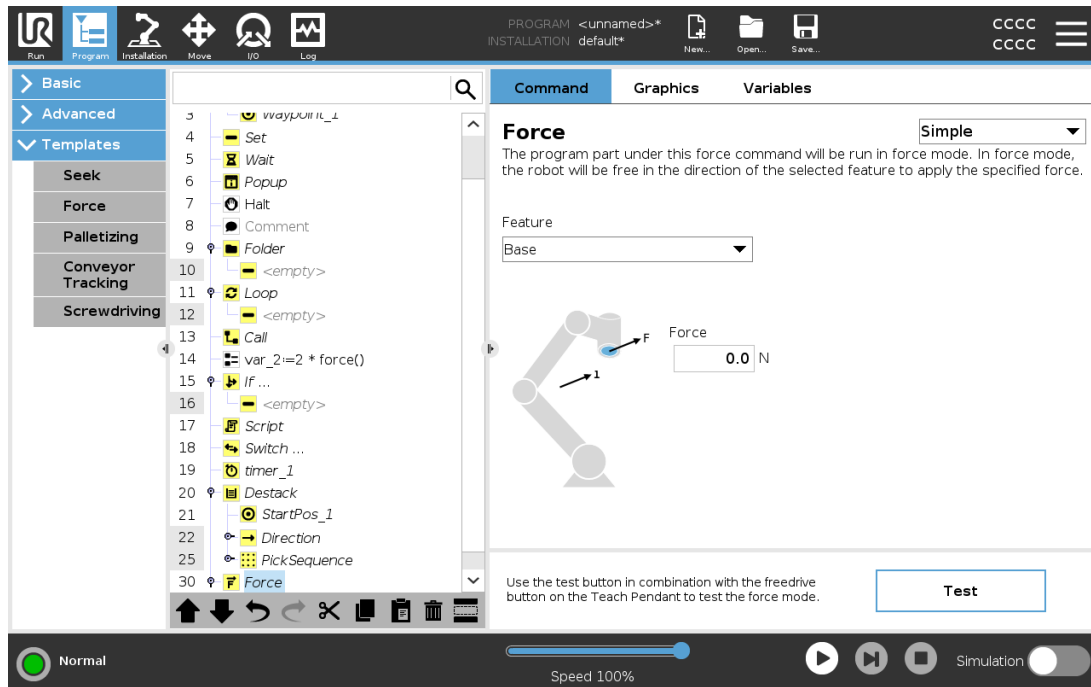 PROGRAM <unnamed>*
INSTALLATION default*
CCCC
CCCC
Run
Program
Installation
Move
I/O
Log
New...
Open...
Save...
Basic
Advanced
Templates
Seek
Force
Palletizing
Conveyor
Tracking
Screwdriving
3 Waypoint_1
4 Set
5 Wait
6 Popup
7 Halt
8 Comment
9 Folder
10 <empty>
11 Loop
12 <empty>
13 Call
14 var_2:=2 * force()
15 If ...
16 <empty>
17 Script
18 Switch ...
19 timer_1
20 Destack
21 StartPos_1
22 Direction
25 PickSequence
30 Force
Command
Graphics
Variables
Force
Simple
The program part under this force command will be run in force mode. In force mode,
the robot will be free in the direction of the selected feature to apply the specified force.
Feature
Base
F
1
Force
0.0 N
Use the test button in combination with the freedrive
button on the Teach Pendant to test the force mode.
Test
Normal
Speed 100%
Simulation